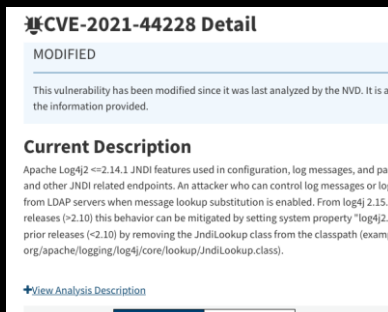 CVE-2021-44228 Detail
MODIFIED
This vulnerability has been modified since it was last analyzed by the NVD. It is a
the information provided.
Current Description
Apache Log4j2 <=2.14.1 JNDI features used in configuration, log messages, and pa
and other JNDI related endpoints. An attacker who can control log messages or lo
from LDAP servers when message lookup substitution is enabled. From log4j 2.15.
releases (>2.10) this behavior can be mitigated by setting system property "log4j2.
prior releases (<2.10) by removing the JndiLookup class from the classpath (exam
org/apache/logging/log4j/core/lookup/JndiLookup.class).
+View Analysis Description